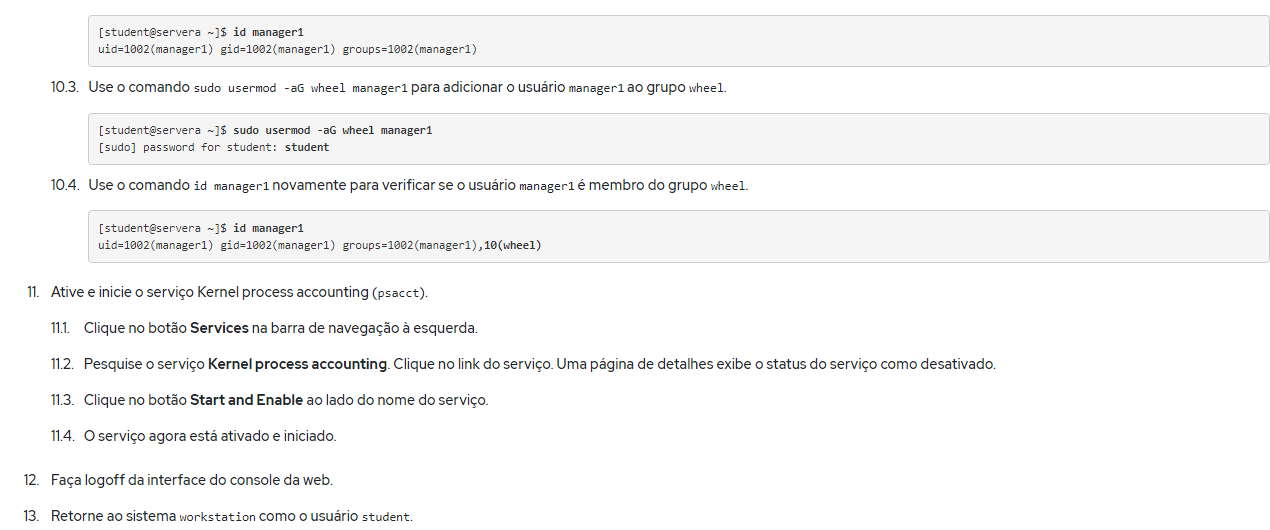 [student@servera ~]$ id manager1
uid=1002(manager1) gid=1002(manager1) groups=1002(manager1)
10.3. Use o comando sudo usermod -aG wheel manager1 para adicionar o usuário manager1 ao grupo wheel.
[student@servera ~]$ sudo usermod -aG wheel manager1
[sudo] password for student: student
10.4. Use o comando id manager1 novamente para verificar se o usuário manager1 é membro do grupo wheel.
[student@servera ~]$ id manager1
uid=1002(manager1) gid=1002(manager1) groups=1002(manager1),10(wheel)
11. Ative e inicie o serviço Kernel process accounting (psacct).
11.1. Clique no botão Services na barra de navegação à esquerda.
11.2. Pesquise o serviço Kernel process accounting. Clique no link do serviço. Uma página de detalhes exibe o status do serviço como desativado.
11.3. Clique no botão Start and Enable ao lado do nome do serviço.
11.4. O serviço agora está ativado e iniciado.
12. Faça logoff da interface do console da web.
13. Retorne ao sistema workstation como o usuário student.